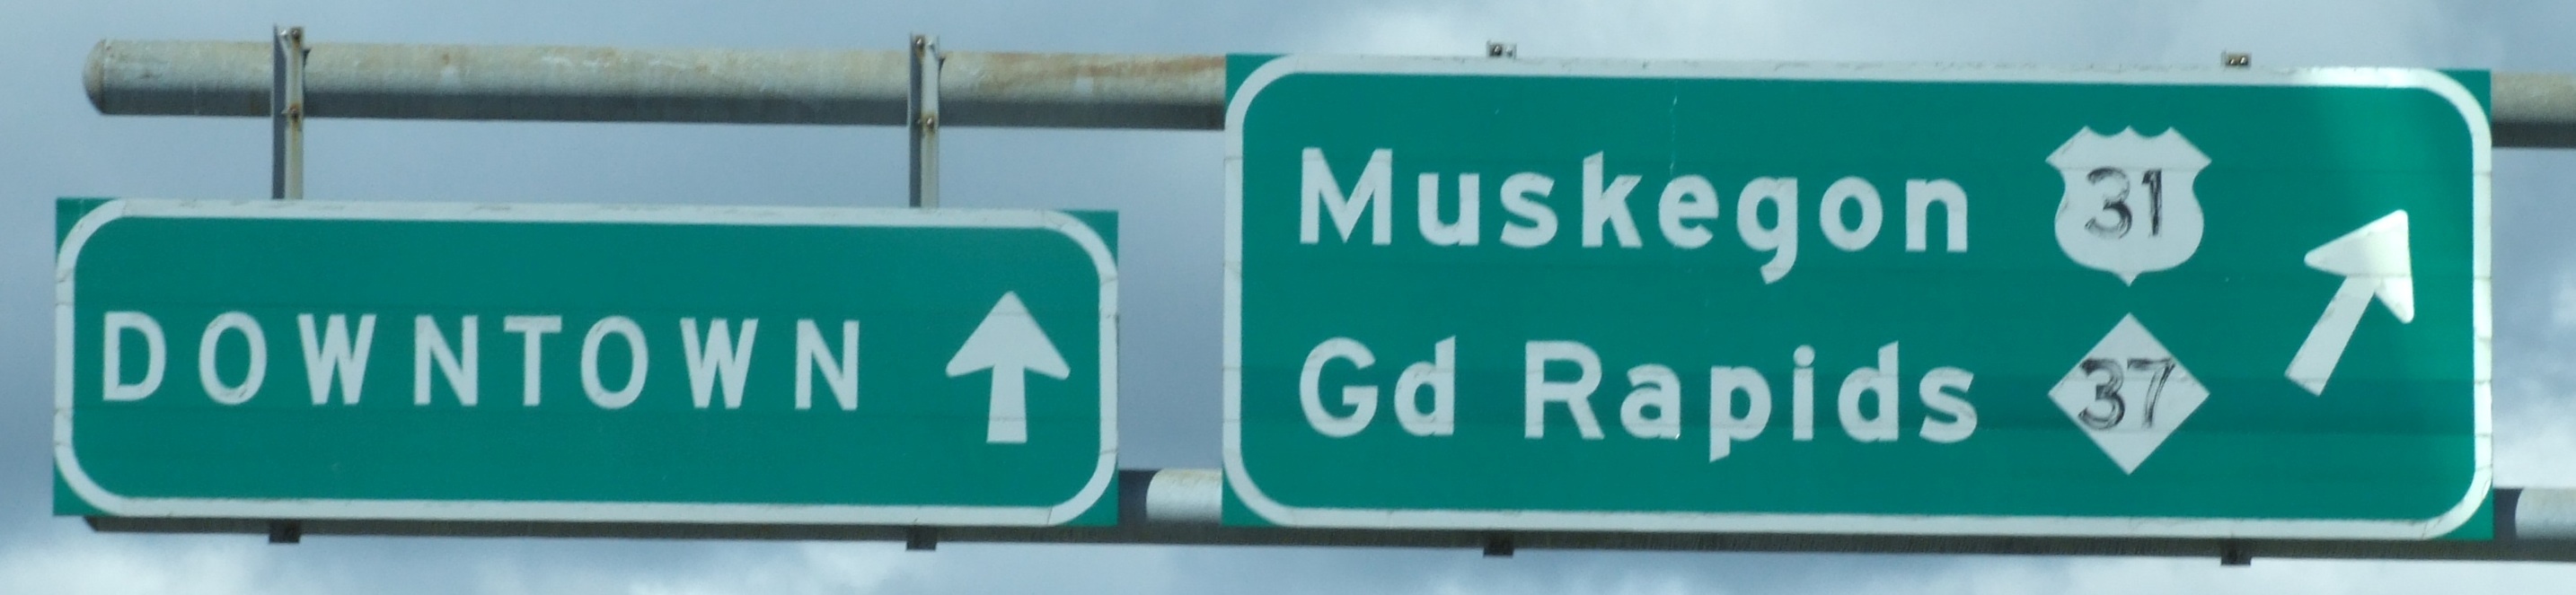 DOWNTOWN
Muskegon 31
Gd Rapids 37